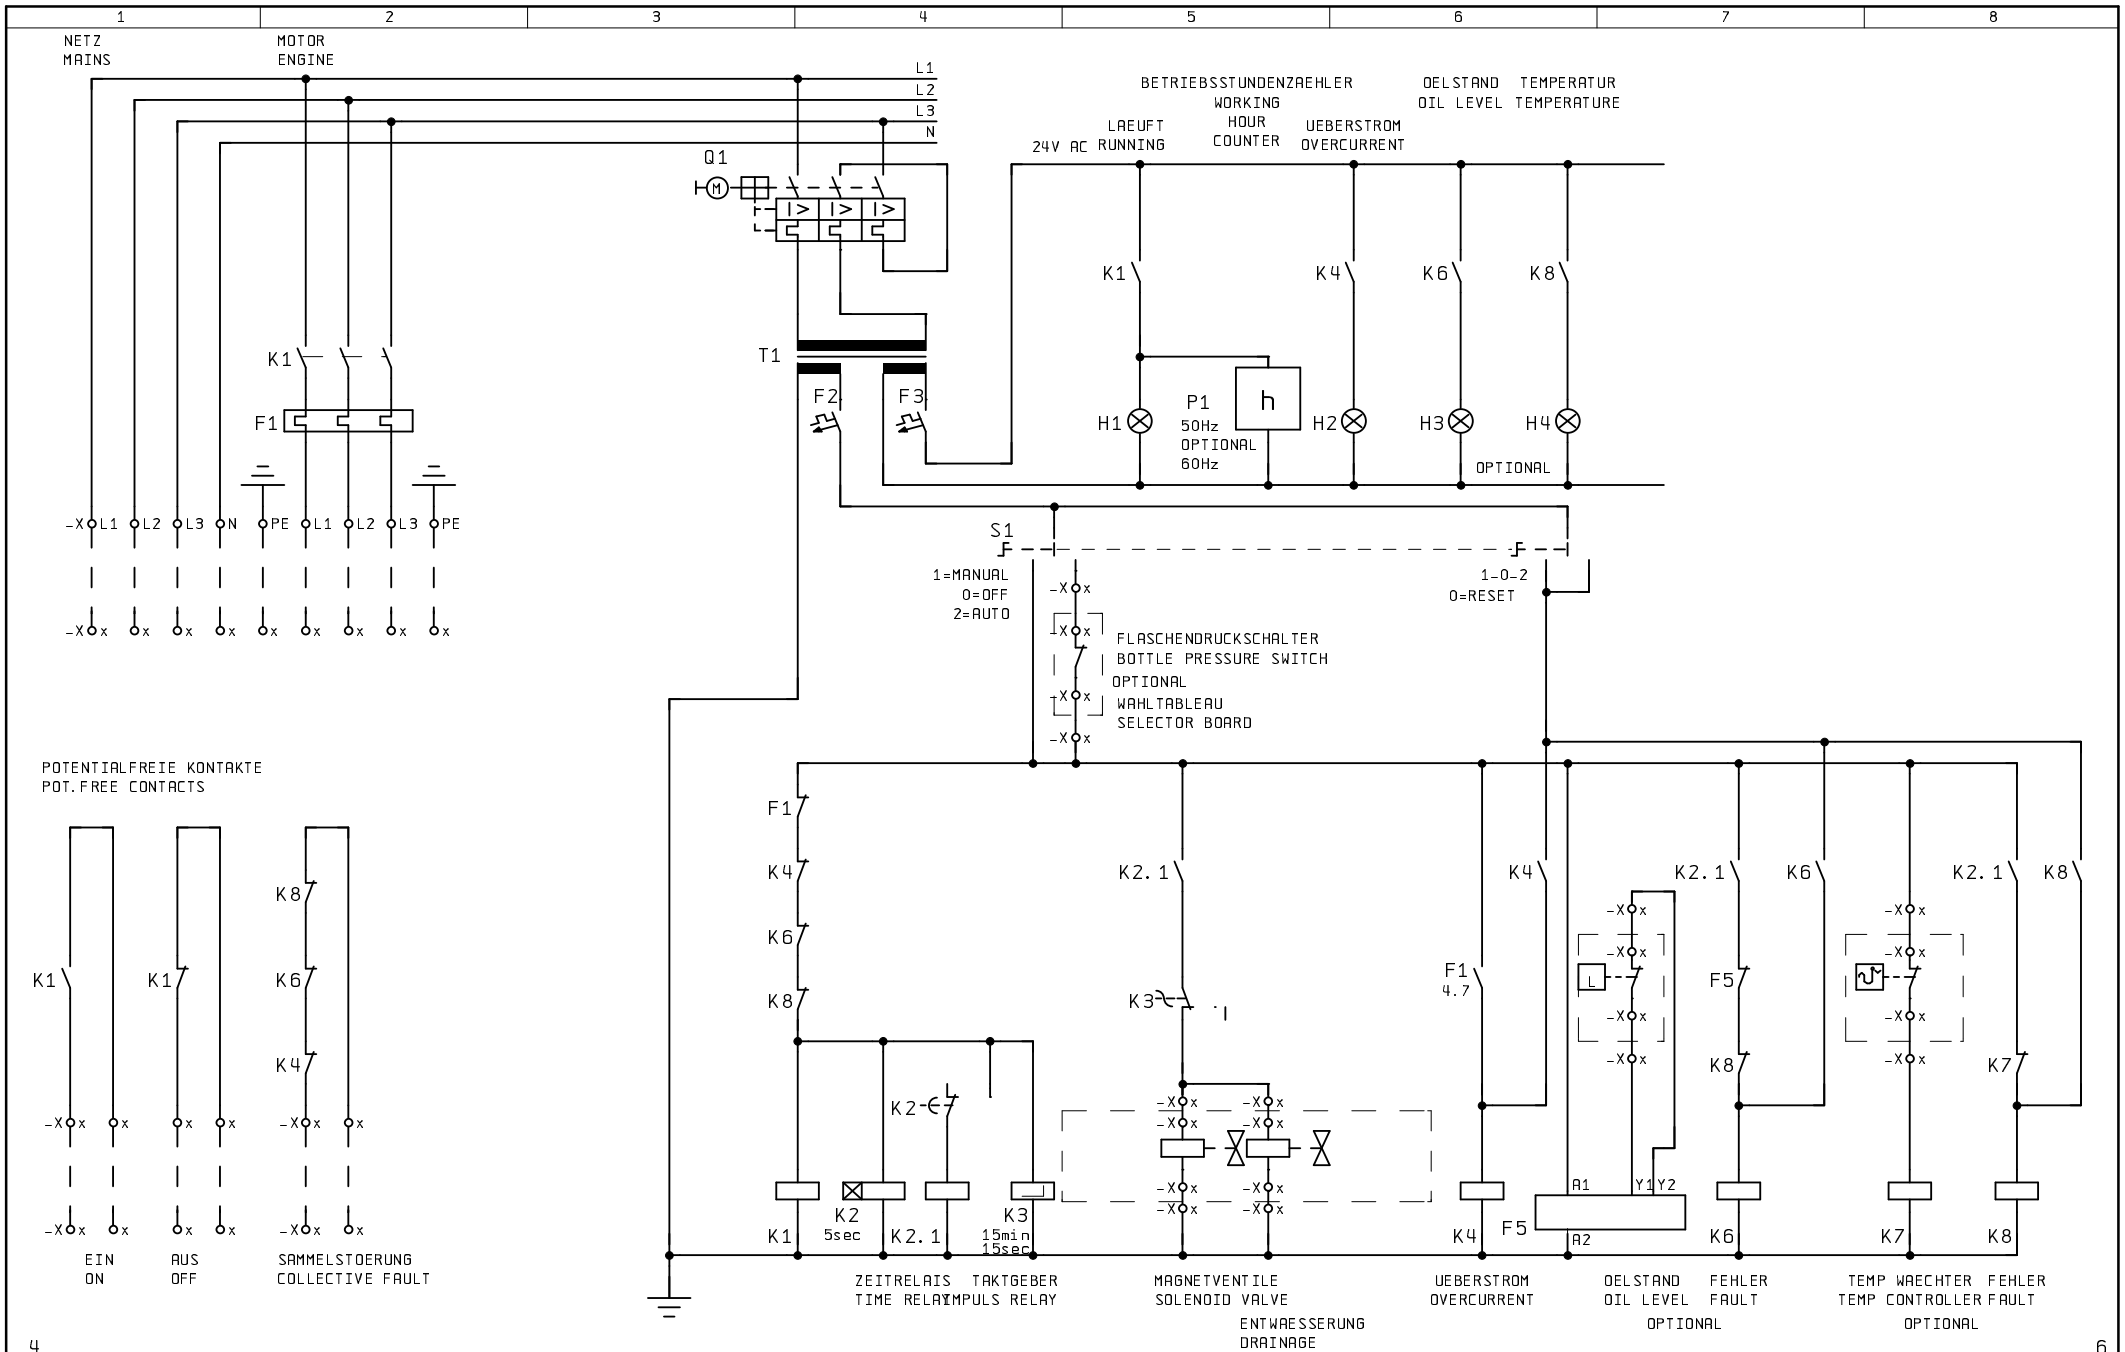 1 2 3 4 5 6 7 8
NETZ
MAINS
MOTOR
ENGINE
L1
L2
L3
N
Q1
M
I> I> I>
24V AC
LAEUFT
RUNNING
BETRIEBSSTUNDENZAEHLER
WORKING
HOUR
COUNTER
UEBERSTROM
OVERCURRENT
OELSTAND TEMPERATUR
OIL LEVEL TEMPERATURE
K1
K4
K6
K8
K1
F1
T1
F2
F3
H1
P1
50Hz
OPTIONAL
60Hz
h
H2
H3
H4
OPTIONAL
-X L1 L2 L3 N PE L1 L2 L3 PE
-X x x x x x x x x x
S1
1=MANUAL
0=OFF
2=AUTO
1-0-2
0=RESET
-X x
-X x
FLASCHENDRUCKSCHALTER
BOTTLE PRESSURE SWITCH
OPTIONAL
-X x
WAHLTABLEAU
SELECTOR BOARD
-X x
POTENTIALFREIE KONTAKTE
POT.FREE CONTACTS
K8
K1
K1
K6
K4
-X x x x x -X x x
-X x x x x -X x x
EIN
ON
AUS
OFF
SAMMELSTOERUNG
COLLECTIVE FAULT
F1
K4
K6
K8
K2.1
K3
K4
F1
4.7
K2.1
K6
K2.1
K8
-X x
-X x
L
-X x
-X x
F5
K8
-X x
-X x
-X x
-X x
K7
K2
-X x -X x
-X x -X x
-X x -X x
-X x -X x
K1
K2
5sec
K2.1
K3
15min
15sec
K4
F5
A1
Y1 Y2
A2
K6
K7
K8
ZEITRELAIS
TIME RELAY
TAKTGEBER
IMPULS RELAY
MAGNETVENTILE
SOLENOID VALVE
ENTWAESSERUNG
DRAINAGE
UEBERSTROM
OVERCURRENT
OELSTAND
OIL LEVEL
FEHLER
FAULT
OPTIONAL
TEMP WAECHTER
TEMP CONTROLLER
FEHLER
FAULT
OPTIONAL
4
6